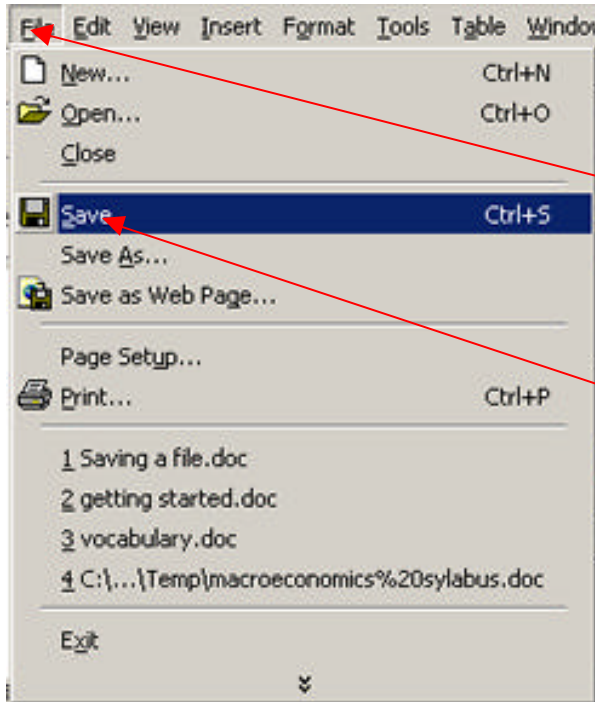 File Edit View Insert Format Tools Table Windo
New... Ctrl+N
Open... Ctrl+O
Close
Save Ctrl+S
Save As...
Save as Web Page...
Page Setup...
Print... Ctrl+P
1 Saving a file.doc
2 getting started.doc
3 vocabulary.doc
4 C:\...\Temp\macroeconomics%20sylabus.doc
Exit